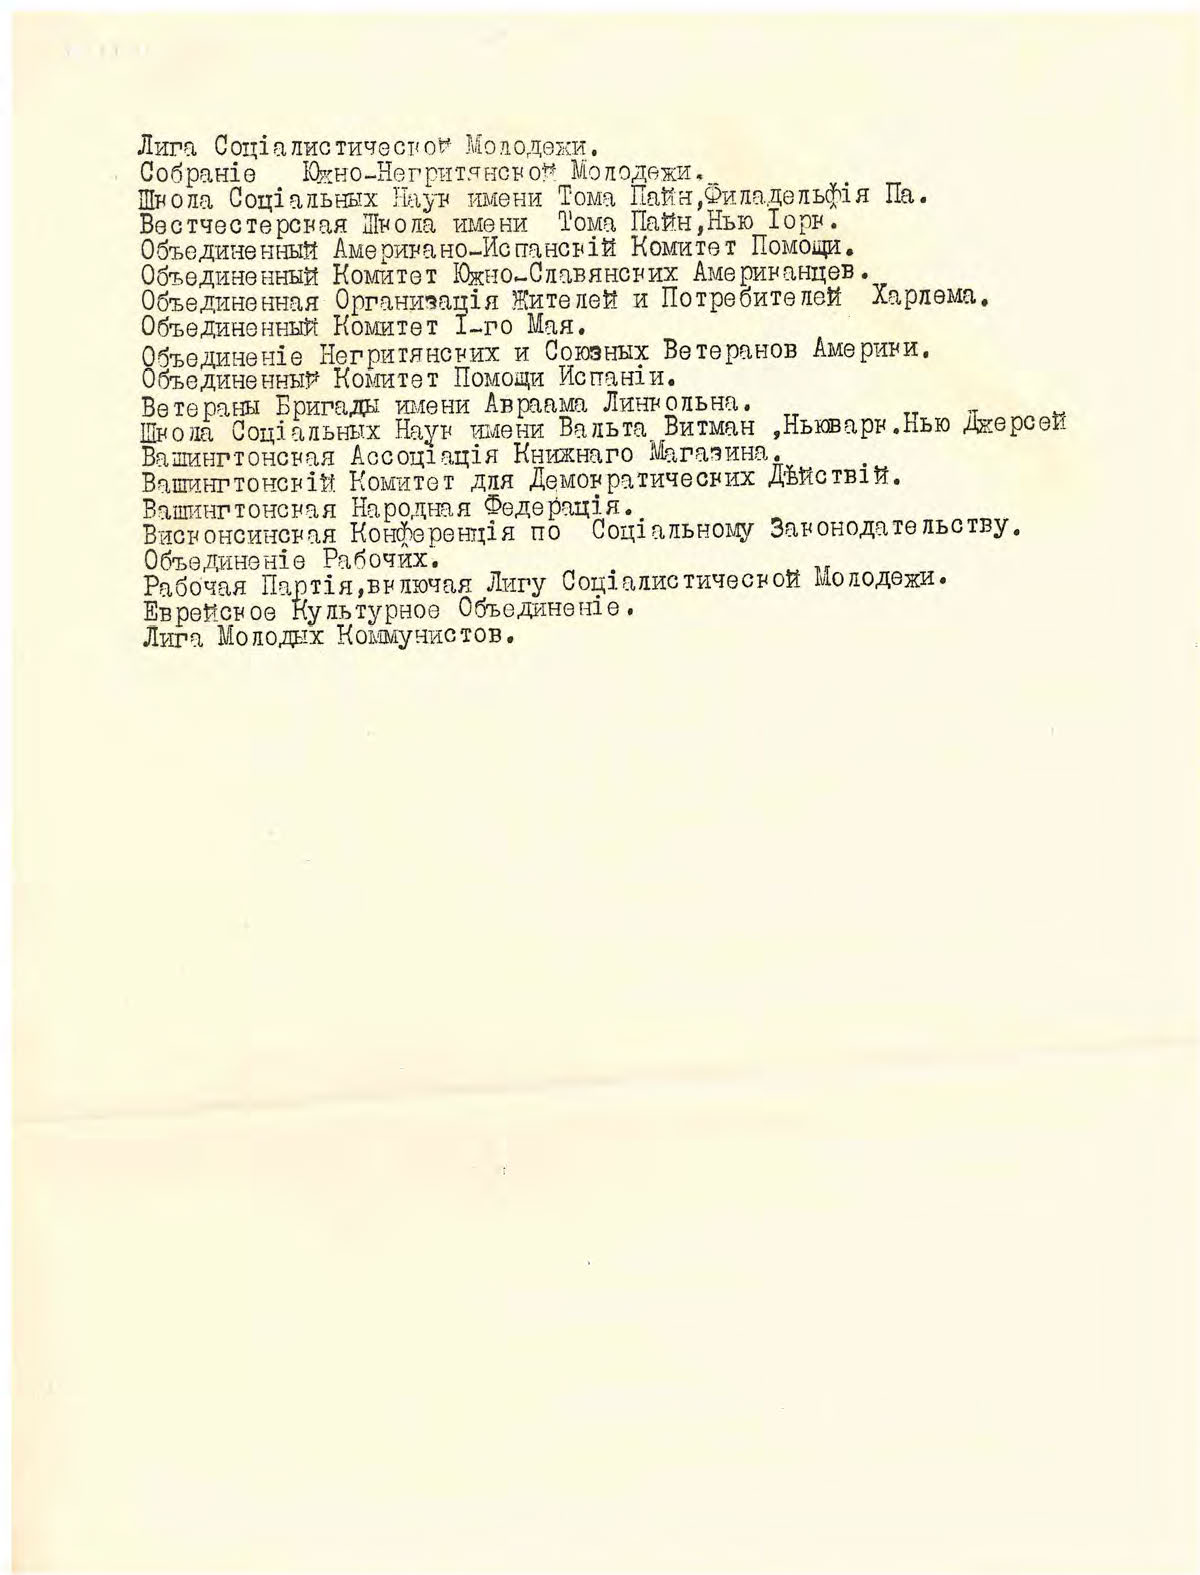 Лига Соціалистической Молодежи.
Собраніе Южно-Негритянской Молодежи.
Школа Соціальных Наук имени Тома Пайн,Филадельфія Па.
Вестчестерская Школа имени Тома Пайн,Нью Іорк.
Объединенный Американо-Испанскій Комитет Помощи.
Объединенный Комитет Южно-Славянских Американцев.
Объединенная Организація Жителей и Потребителей Харлема.
Объединенный Комитет I-го Мая.
Объединеніе Негритянских и Союзных Ветеранов Америки.
Объединенный Комитет Помощи Испаніи.
Ветераны Бригады имени Авраама Линкольна.
Школа Соціальных Наук имени Вальта Витман ,Ньюварк.Нью Джерсей
Вашингтонская Ассоціація Книжнаго Магазина.
Вашингтонскій Комитет для Демократических Дѣйствій.
Вашингтонская Народная Федерація.
Висконсинская Конференція по Соціальному Законодательству.
Объединеніе Рабочих.
Рабочая Партія,включая Лигу Соціалистической Молодежи.
Еврейское Культурное Объединеніе.
Лига Молодых Коммунистов.